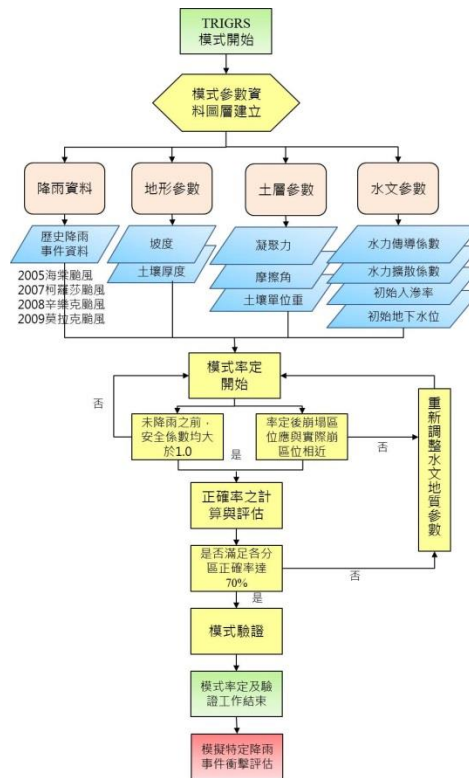 TRIGRS
模式開始
模式參數資
料圖層建立
降雨資料
地形參數
土層參數
水文參數
歷史降雨
事件資料
2005海棠颱風
2007柯羅莎颱風
2008辛樂克颱風
2009莫拉克颱風
坡度
土壤厚度
凝聚力
摩擦角
土壤單位重
水力傳導係數
水力擴散係數
初始入滲率
初始地下水位
模式率定
開始
否
未降雨之前，
安全係數均大
於1.0
是
率定後崩塌區
位應與實際崩
區位相近
否
重新調整水文地質參數
正確率之計
算與評估
是否滿足各分
區正確率達
70%
否
是
模式驗證
模式率定及驗
證工作結束
模擬特定降雨
事件衝擊評估